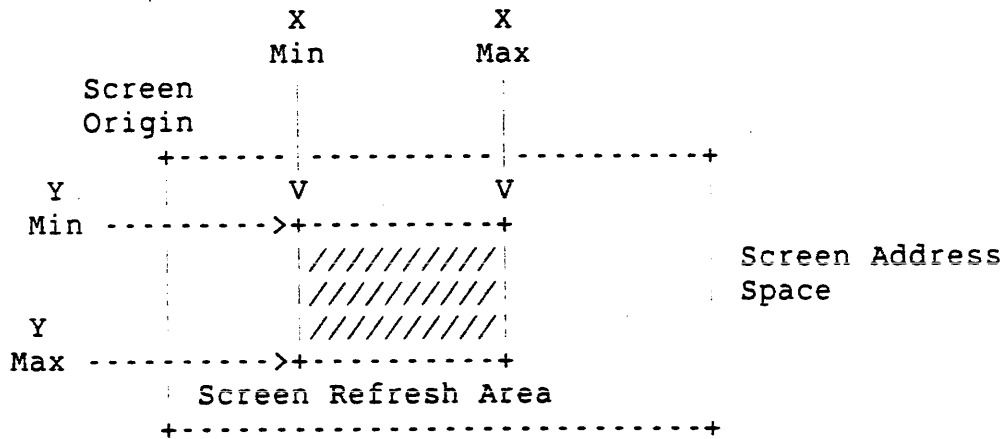 X X
Min Max
Screen
Origin
+------|----------|----------+
Y V V
Min --------->+----------+
|//////////| Screen Address
|//////////| Space
Y |//////////|
Max --------->+----------+
Screen Refresh Area
+----------------------------+